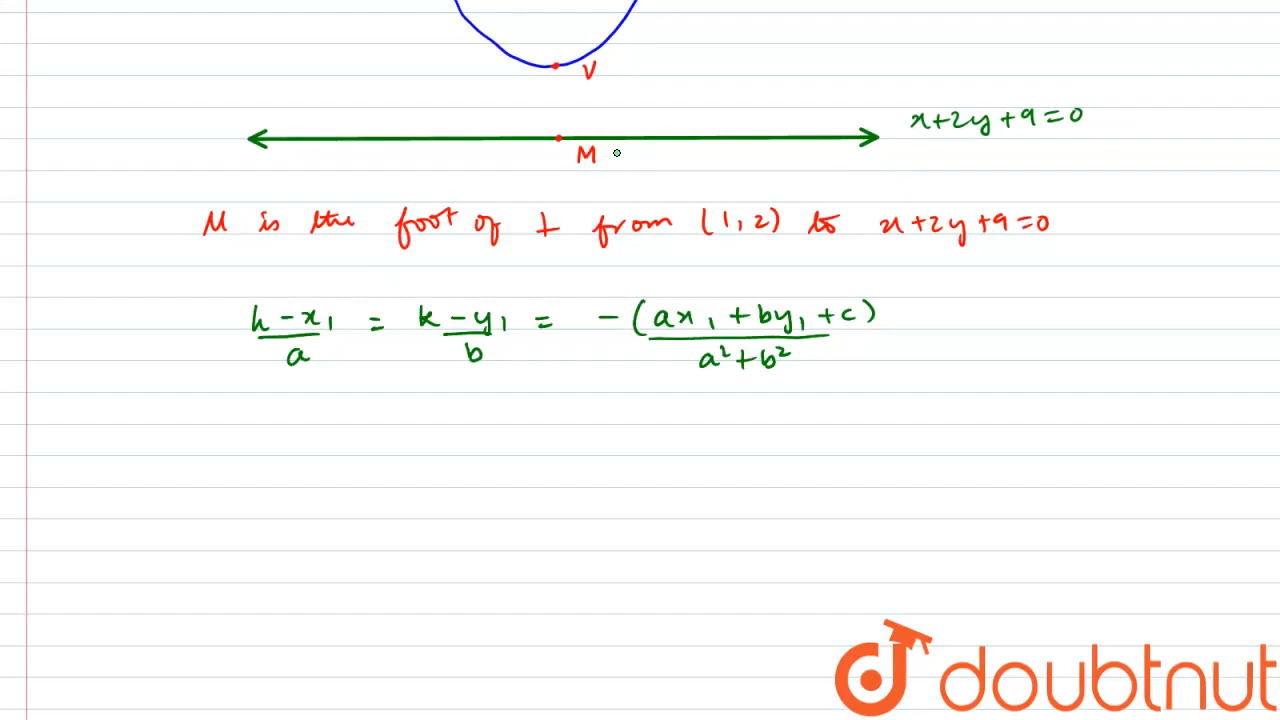 V
x+2y+9=0
M
M is the foot of ⊥ from (1,2) to x+2y+9=0
h-x₁/a = k-y₁/b = -(ax₁+by₁+c)/a²+b²
doubtnut